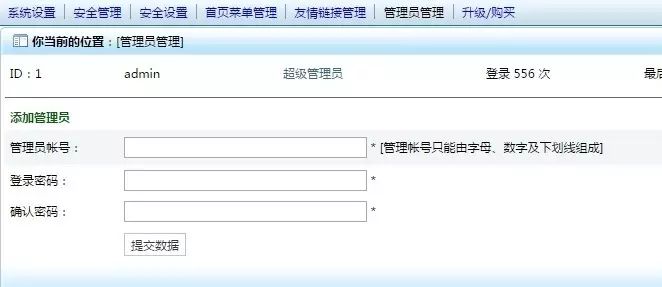 系统设置 安全管理 安全设置 首页菜单管理 友情链接管理 管理员管理 升级/购买
你当前的位置：[管理员管理]
ID：1 admin 超级管理员 登录 556 次 最后
添加管理员
管理员帐号： * [管理帐号只能由字母、数字及下划线组成]
登录密码： *
确认密码： *
提交数据